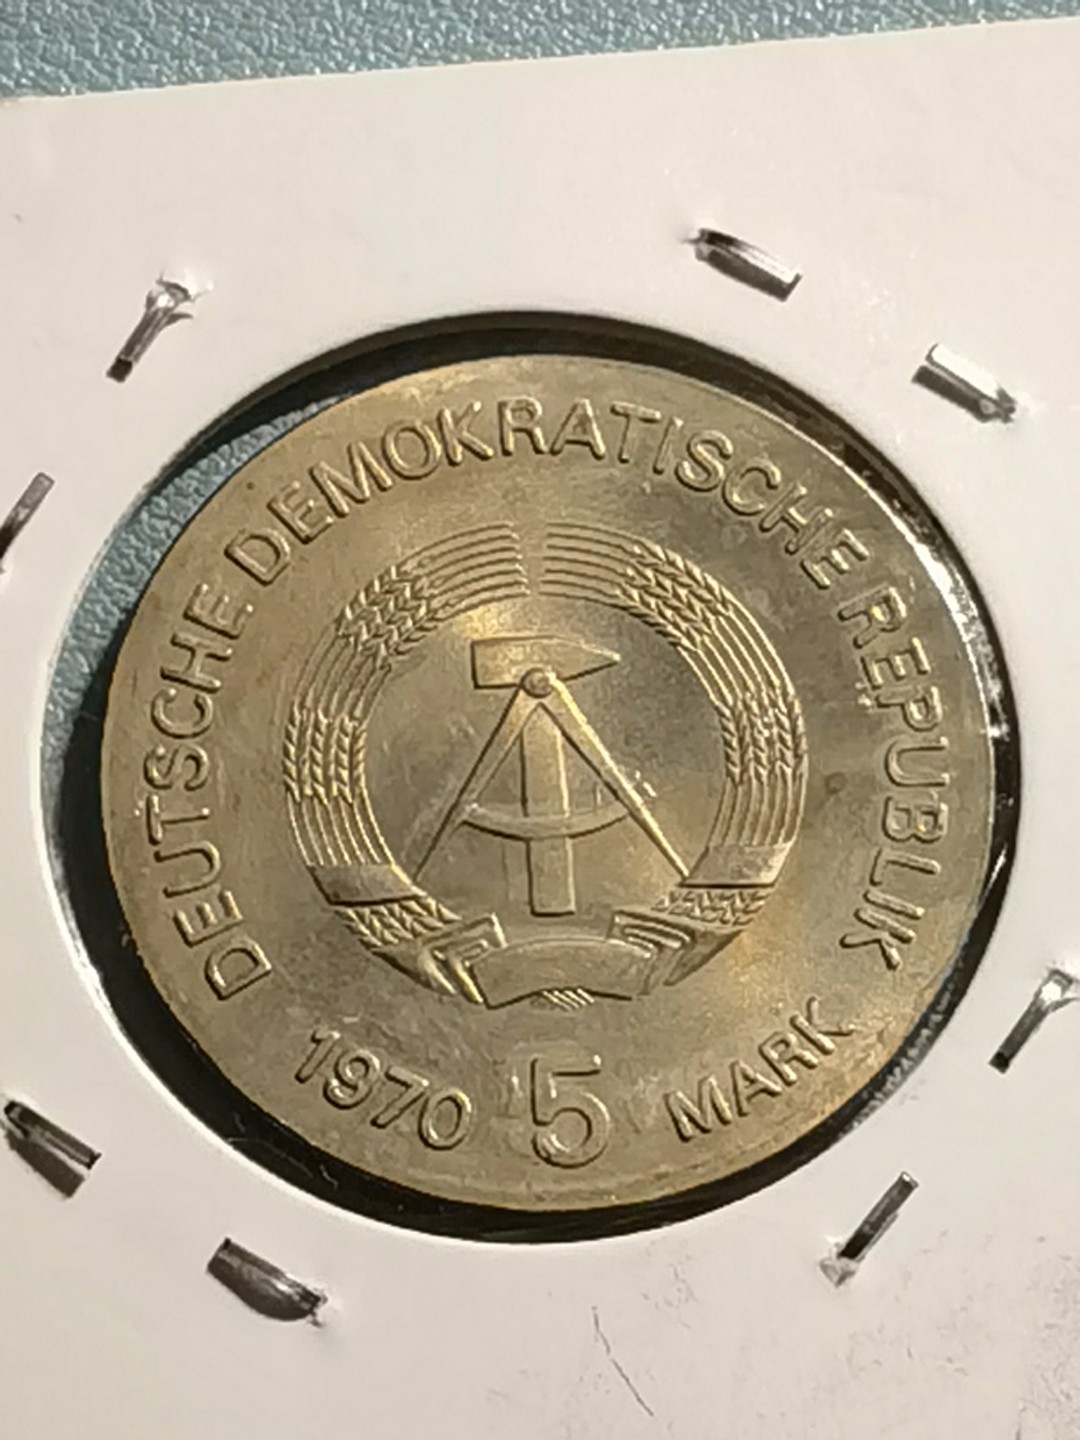 DEUTSCHE DEMOKRATISCHE REPUBLIK
1970 5 MARK